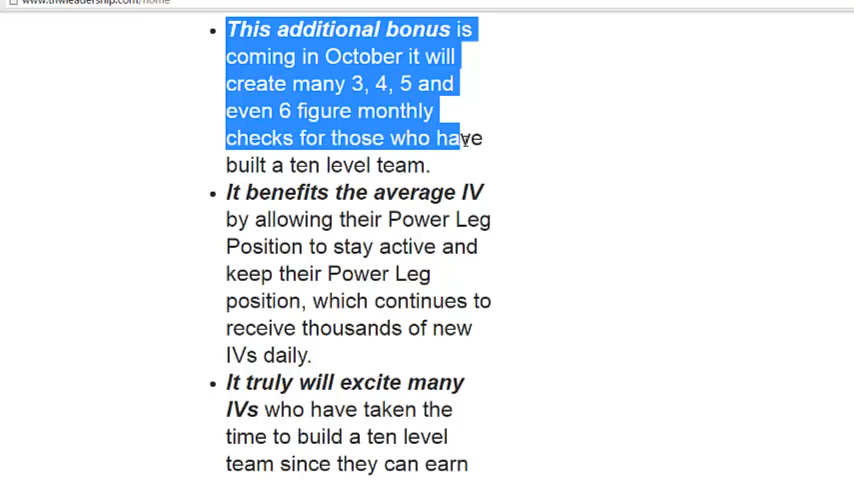 This additional bonus is
coming in October it will
create many 3, 4, 5 and
even 6 figure monthly
checks for those who have
built a ten level team.
It benefits the average IV
by allowing their Power Leg
Position to stay active and
keep their Power Leg
position, which continues to
receive thousands of new
IVs daily.
It truly will excite many
IVs who have taken the
time to build a ten level
team since they can earn